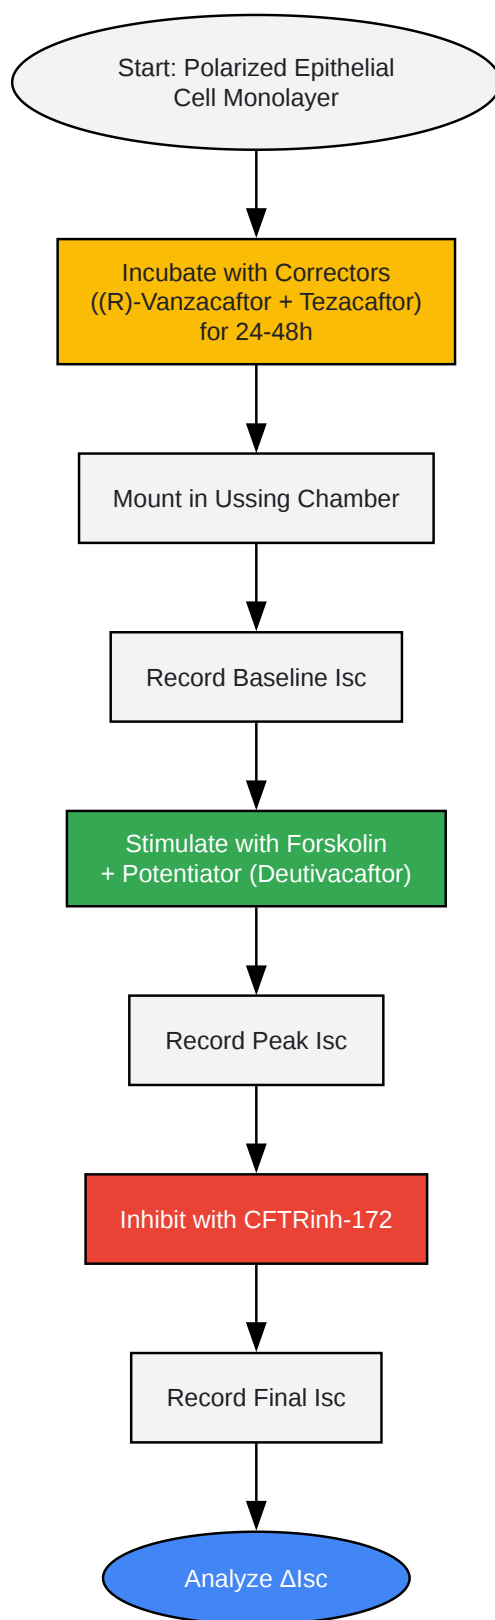 Start: Polarized Epithelial
Cell Monolayer
Incubate with Correctors
((R)-Vanzacaftor + Tezacaftor)
for 24-48h
Mount in Ussing Chamber
Record Baseline Isc
Stimulate with Forskolin
+ Potentiator (Deutivacaftor)
Record Peak Isc
Inhibit with CFTRinh-172
Record Final Isc
Analyze ΔIsc